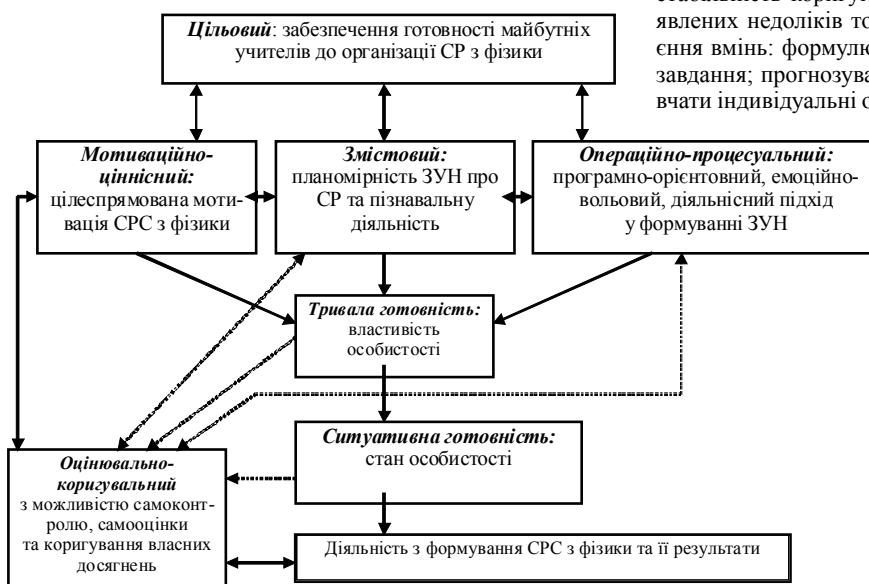 Цільовий: забезпечення готовності майбутніх
учителів до організації СР з фізики
явлених недоліків то
єння вмінь: формулю
завдання; прогнозува
вчати індивідуальні о
Мотиваційно-
ціннісний:
цілеспрямована моти-
вація СРС з фізики
Змістовий:
планомірність ЗУН про
СР та пізнавальну
діяльність
Операційно-процесуальний:
програмно-орієнтовний, емоційно-
вольовий, діяльнісний підхід
у формуванні ЗУН
Тривала готовність:
властивість
особистості
Ситуативна готовність:
стан особистості
Оцінювально-
коригувальний
з можливістю самоконт-
ролю, самооцінки
та коригування власних
досягнень
Діяльність з формування СРС з фізики та її результати